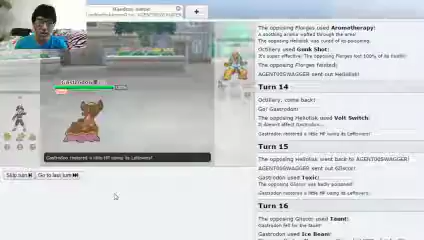 Gastrodon
100%
Gastrodon restored a little HP using its Leftovers!
Skip turn
Go to last turn
The opposing Florges used Aromatherapy!
A soothing aroma wafted through the area!
The opposing Heliolisk was cured of its poisoning.
Octillery used Gunk Shot!
It's super effective! The opposing Florges lost 100% of its health!
The opposing Florges fainted!
AGENT00SWAGGER sent out Heliolisk!
Turn 14
Octillery, come back!
Go! Gastrodon!
The opposing Heliolisk used Volt Switch!
It doesn't affect Gastrodon...
Gastrodon restored a little HP using its Leftovers!
Turn 15
The opposing Heliolisk went back to AGENT00SWAGGER!
AGENT00SWAGGER sent out Gliscor!
Gastrodon used Toxic!
The opposing Gliscor was badly poisoned!
Gastrodon restored a little HP using its Leftovers!
Turn 16
The opposing Gliscor used Taunt!
Gastrodon fell for the taunt!
Gastrodon used Ice Beam!